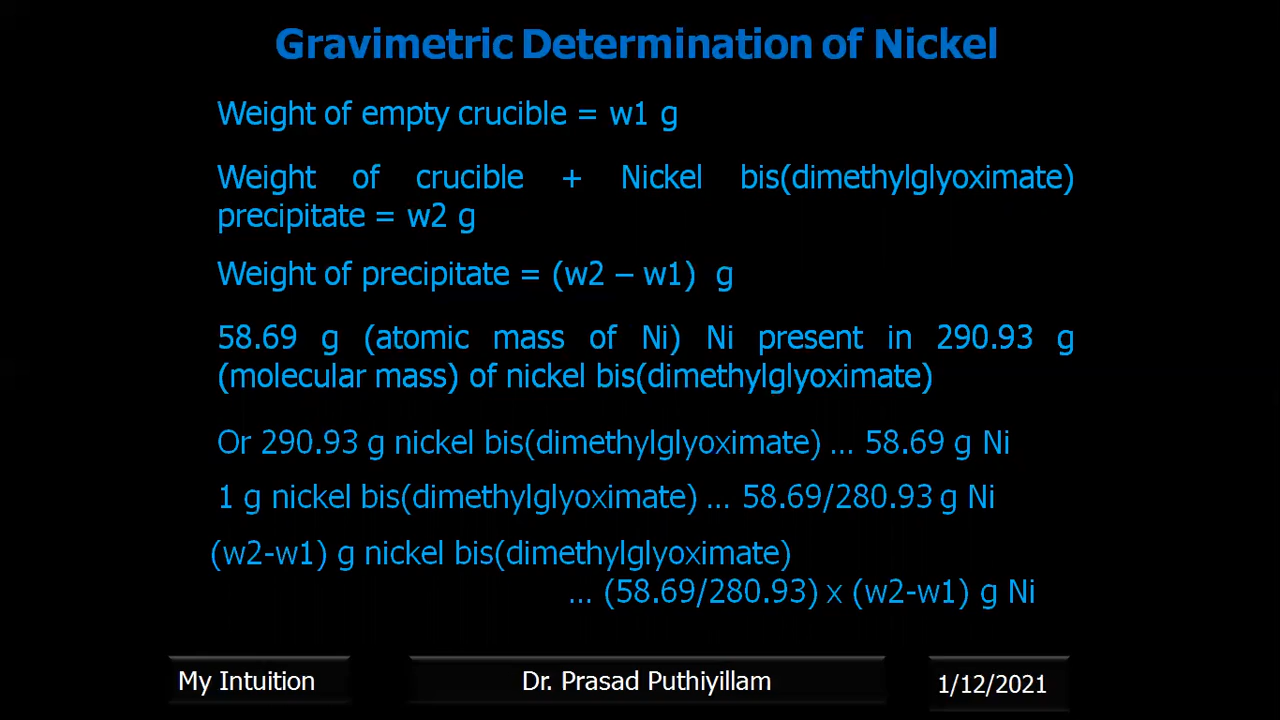 Gravimetric Determination of Nickel
Weight of empty crucible = w1 g
Weight of crucible + Nickel bis(dimethylglyoximate)
precipitate = w2 g
Weight of precipitate = (w2 – w1) g
58.69 g (atomic mass of Ni) Ni present in 290.93 g
(molecular mass) of nickel bis(dimethylglyoximate)
Or 290.93 g nickel bis(dimethylglyoximate) … 58.69 g Ni
1 g nickel bis(dimethylglyoximate) … 58.69/280.93 g Ni
(w2-w1) g nickel bis(dimethylglyoximate)
… (58.69/280.93) x (w2-w1) g Ni
My Intuition
Dr. Prasad Puthiyillam
1/12/2021